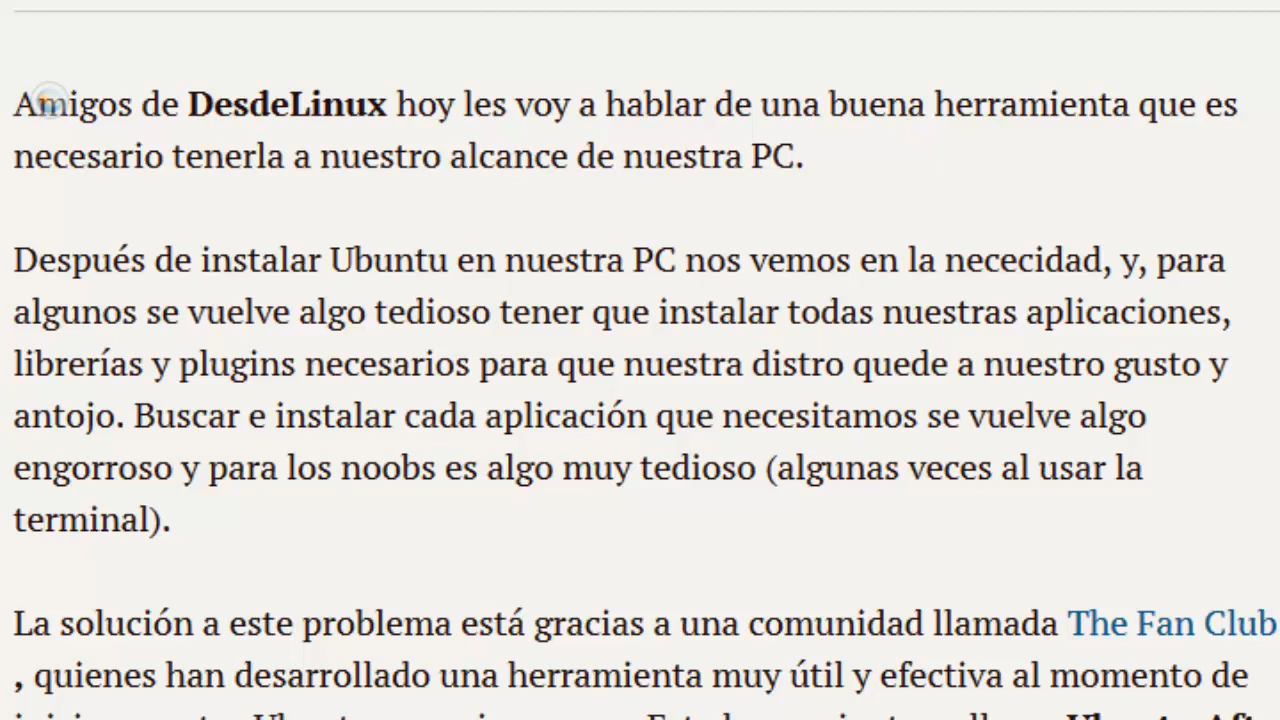 Amigos de DesdeLinux hoy les voy a hablar de una buena herramienta que es
necesario tenerla a nuestro alcance de nuestra PC.
Después de instalar Ubuntu en nuestra PC nos vemos en la nececidad, y, para
algunos se vuelve algo tedioso tener que instalar todas nuestras aplicaciones,
librerías y plugins necesarios para que nuestra distro quede a nuestro gusto y
antojo. Buscar e instalar cada aplicación que necesitamos se vuelve algo
engorroso y para los noobs es algo muy tedioso (algunas veces al usar la
terminal).
La solución a este problema está gracias a una comunidad llamada The Fan Club
, quienes han desarrollado una herramienta muy útil y efectiva al momento de